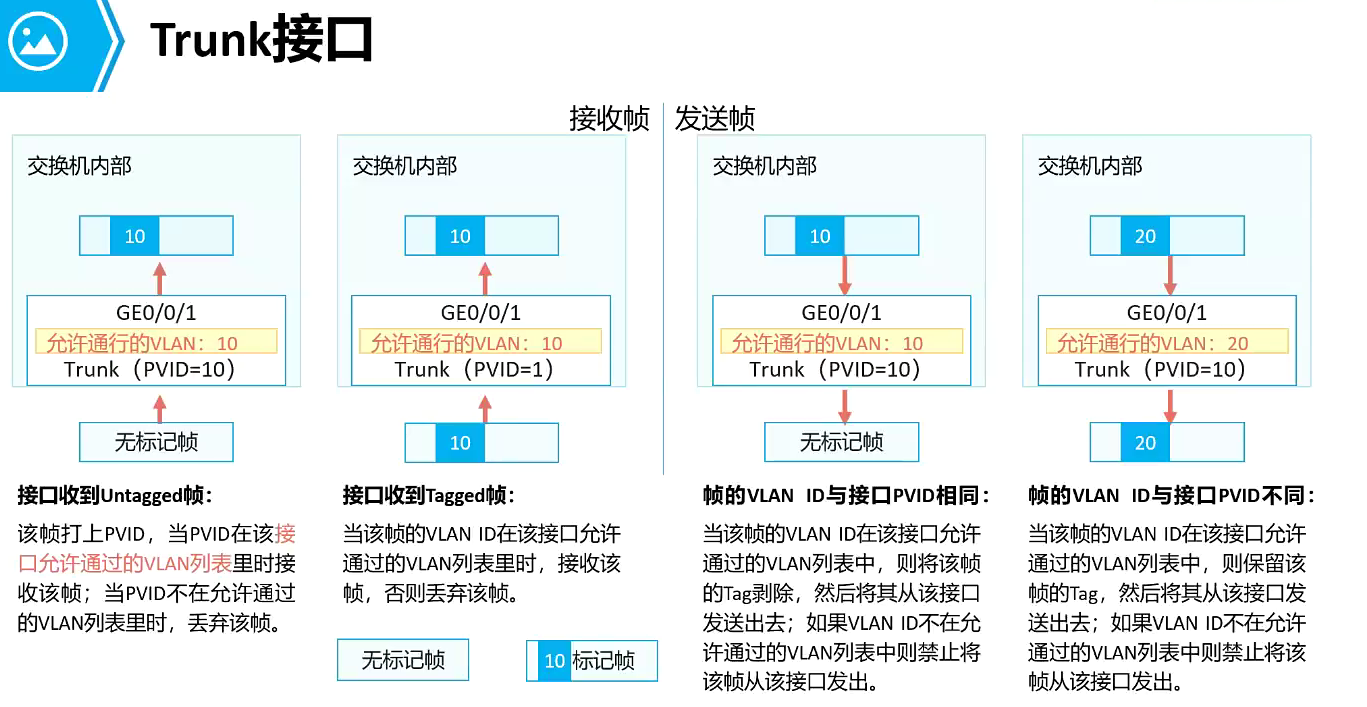 Trunk接口
接收帧
发送帧
交换机内部
10
GE0/0/1
允许通行的VLAN：10
Trunk（PVID=10）
无标记帧
接口收到Untagged帧：
该帧打上PVID，当PVID在该接
口允许通过的VLAN列表里时接
收该帧；当PVID不在允许通过
的VLAN列表里时，丢弃该帧。
交换机内部
10
GE0/0/1
允许通行的VLAN：10
Trunk（PVID=1）
10
接口收到Tagged帧：
当该帧的VLAN ID在该接口允许
通过的VLAN列表里时，接收该
帧，否则丢弃该帧。
无标记帧
10 标记帧
交换机内部
10
GE0/0/1
允许通行的VLAN：10
Trunk（PVID=10）
无标记帧
帧的VLAN ID与接口PVID相同：
当该帧的VLAN ID在该接口允许
通过的VLAN列表中，则将该帧
的Tag剥除，然后将其从该接口
发送出去；如果VLAN ID不在允
许通过的VLAN列表中则禁止将
该帧从该接口发出。
交换机内部
20
GE0/0/1
允许通行的VLAN：20
Trunk（PVID=10）
20
帧的VLAN ID与接口PVID不同：
当该帧的VLAN ID在该接口允许
通过的VLAN列表中，则保留该
帧的Tag，然后将其从该接口发
送出去；如果VLAN ID不在允许
通过的VLAN列表中则禁止将该
帧从该接口发出。